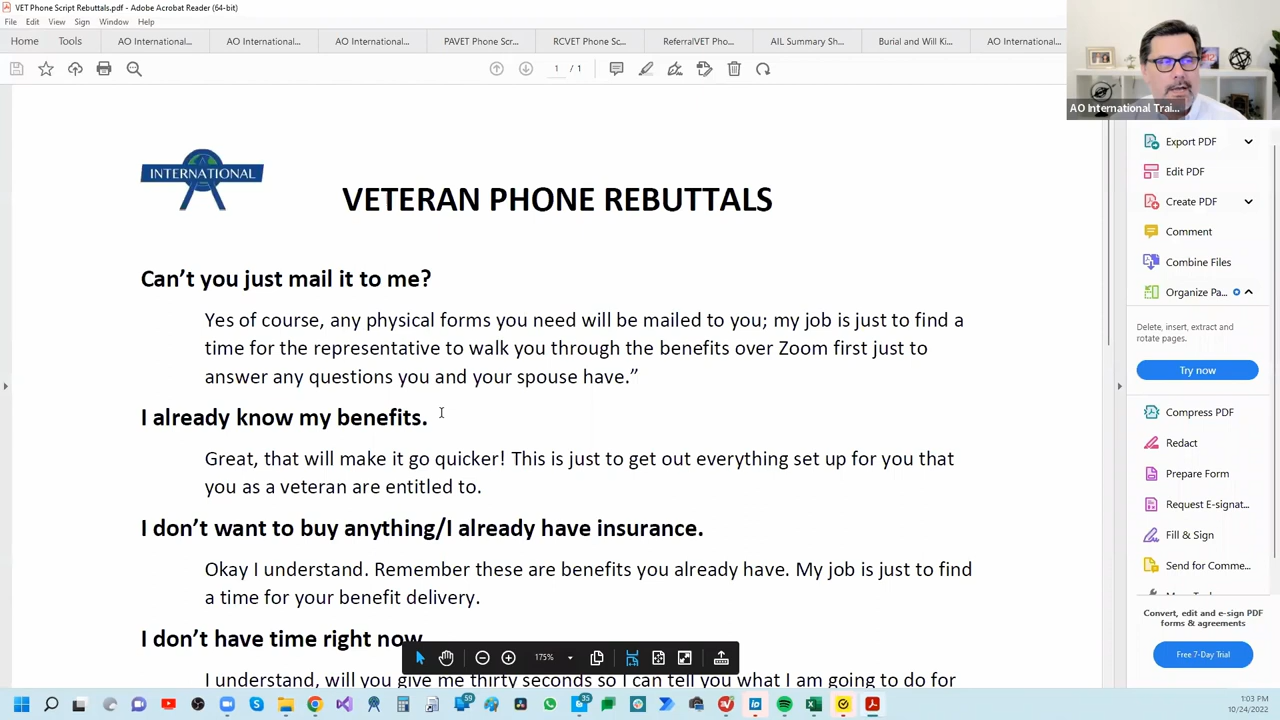 VET Phone Script Rebuttals.pdf - Adobe Acrobat Reader (64-bit)
File Edit View Sign Window Help
Home Tools AO International... AO International... AO International... PAVET Phone Scr... RCVET Phone Sc... ReferralVET Pho... AIL Summary Sh... Burial and Will Ki... AO International...
1 / 1
AO International Trai...
INTERNATIONAL
VETERAN PHONE REBUTTALS
Can’t you just mail it to me?
Yes of course, any physical forms you need will be mailed to you; my job is just to find a
time for the representative to walk you through the benefits over Zoom first just to
answer any questions you and your spouse have.”
I already know my benefits.
Great, that will make it go quicker! This is just to get out everything set up for you that
you as a veteran are entitled to.
I don’t want to buy anything/I already have insurance.
Okay I understand. Remember these are benefits you already have. My job is just to find
a time for your benefit delivery.
I don’t have time right now
I understand, will you give me thirty seconds so I can tell you what I am going to do for
175%
Export PDF
Edit PDF
Create PDF
Comment
Combine Files
Organize Pa...
Delete, insert, extract and
rotate pages.
Try now
Compress PDF
Redact
Prepare Form
Request E-signat...
Fill & Sign
Send for Comme...
Convert, edit and e-sign PDF
forms & agreements
Free 7-Day Trial
59
35
1:03 PM
10/24/2022